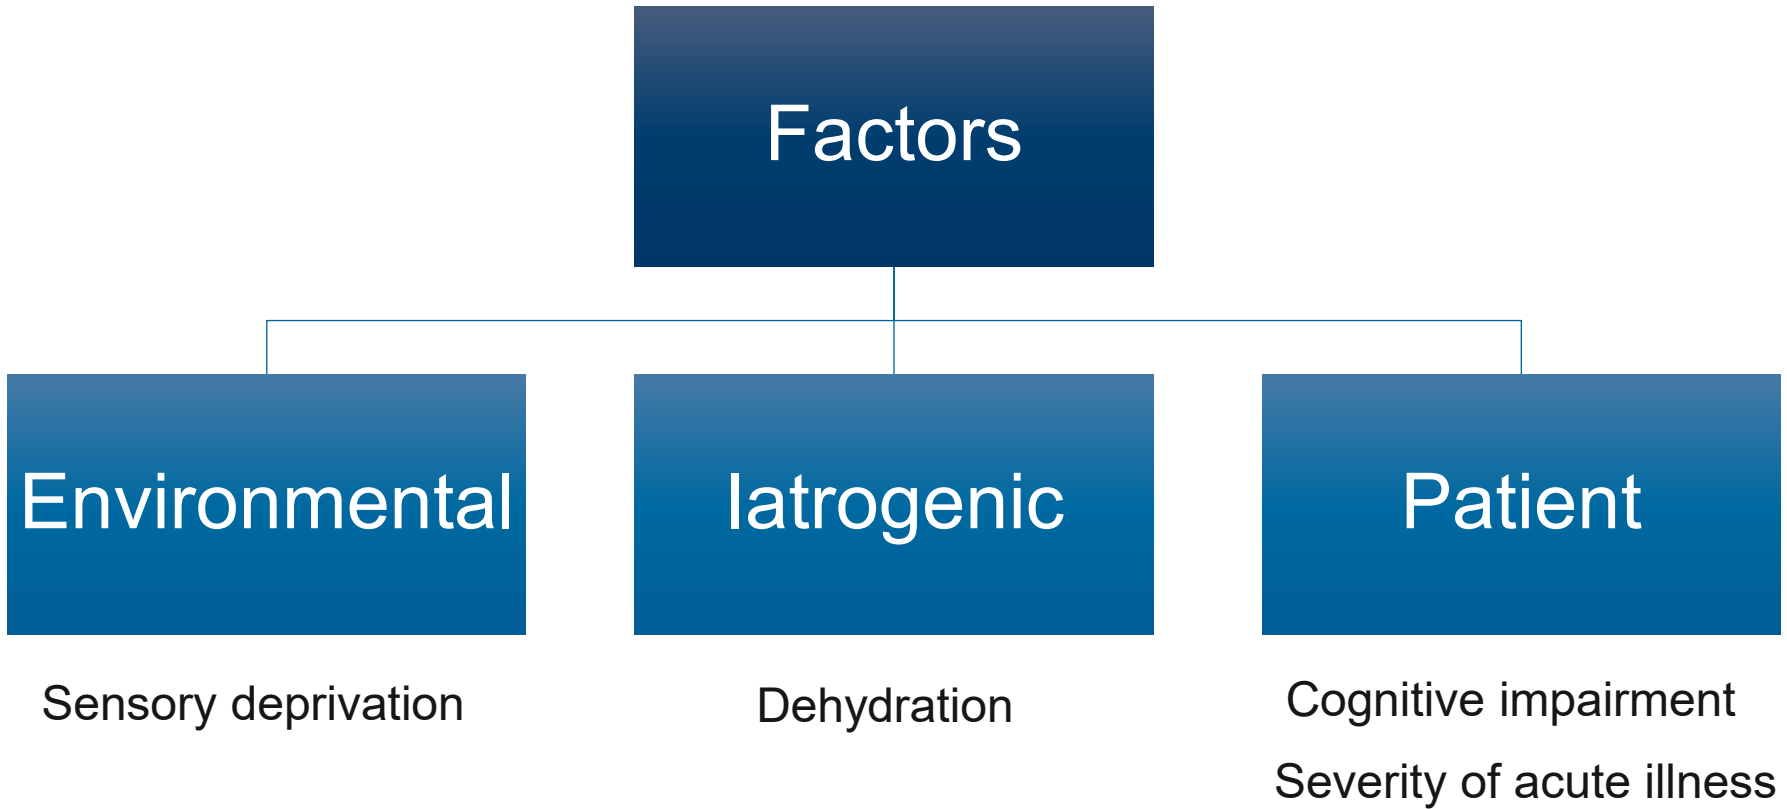 Factors
Environmental
Iatrogenic
Patient
Sensory deprivation
Dehydration
Cognitive impairment
Severity of acute illness